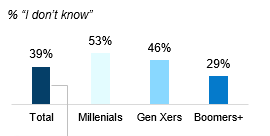 % “I don’t know”
53%
46%
39%
29%
Total Millenials Gen Xers Boomers+